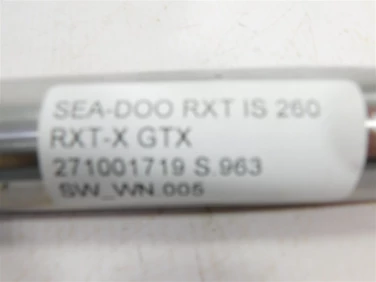 SEA-DOO RXT IS 260
RXT-X GTX
271001719 S.963
SW_WN.005